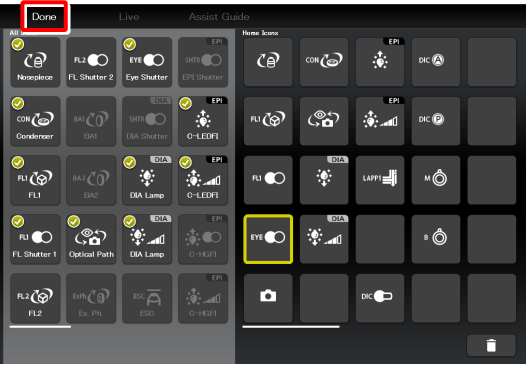 Done Live Assist Guide
All I
Home Icons
Nosepiece
FL2
FL Shutter 2
EYE
Eye Shutter
EPI
SHTR
EPI Shutter
CON
Condenser
BA1
BA1
DIA
SHTR
DIA Shutter
EPI
C-LEDFI
FL1
FL1
BA2
BA2
DIA
DIA Lamp
EPI
C-LEDFI
FL1
FL Shutter 1
Optical Path
DIA
DIA Lamp
EPI
C-HGFI
FL2
FL2
ExPh
Ex. Ph.
ESC
ESC
EPI
C-HGFI
CON
EPI
DIC A
FL1
EPI
DIC P
FL1
DIA
LAPP1
M
EYE
DIA
B
DIC